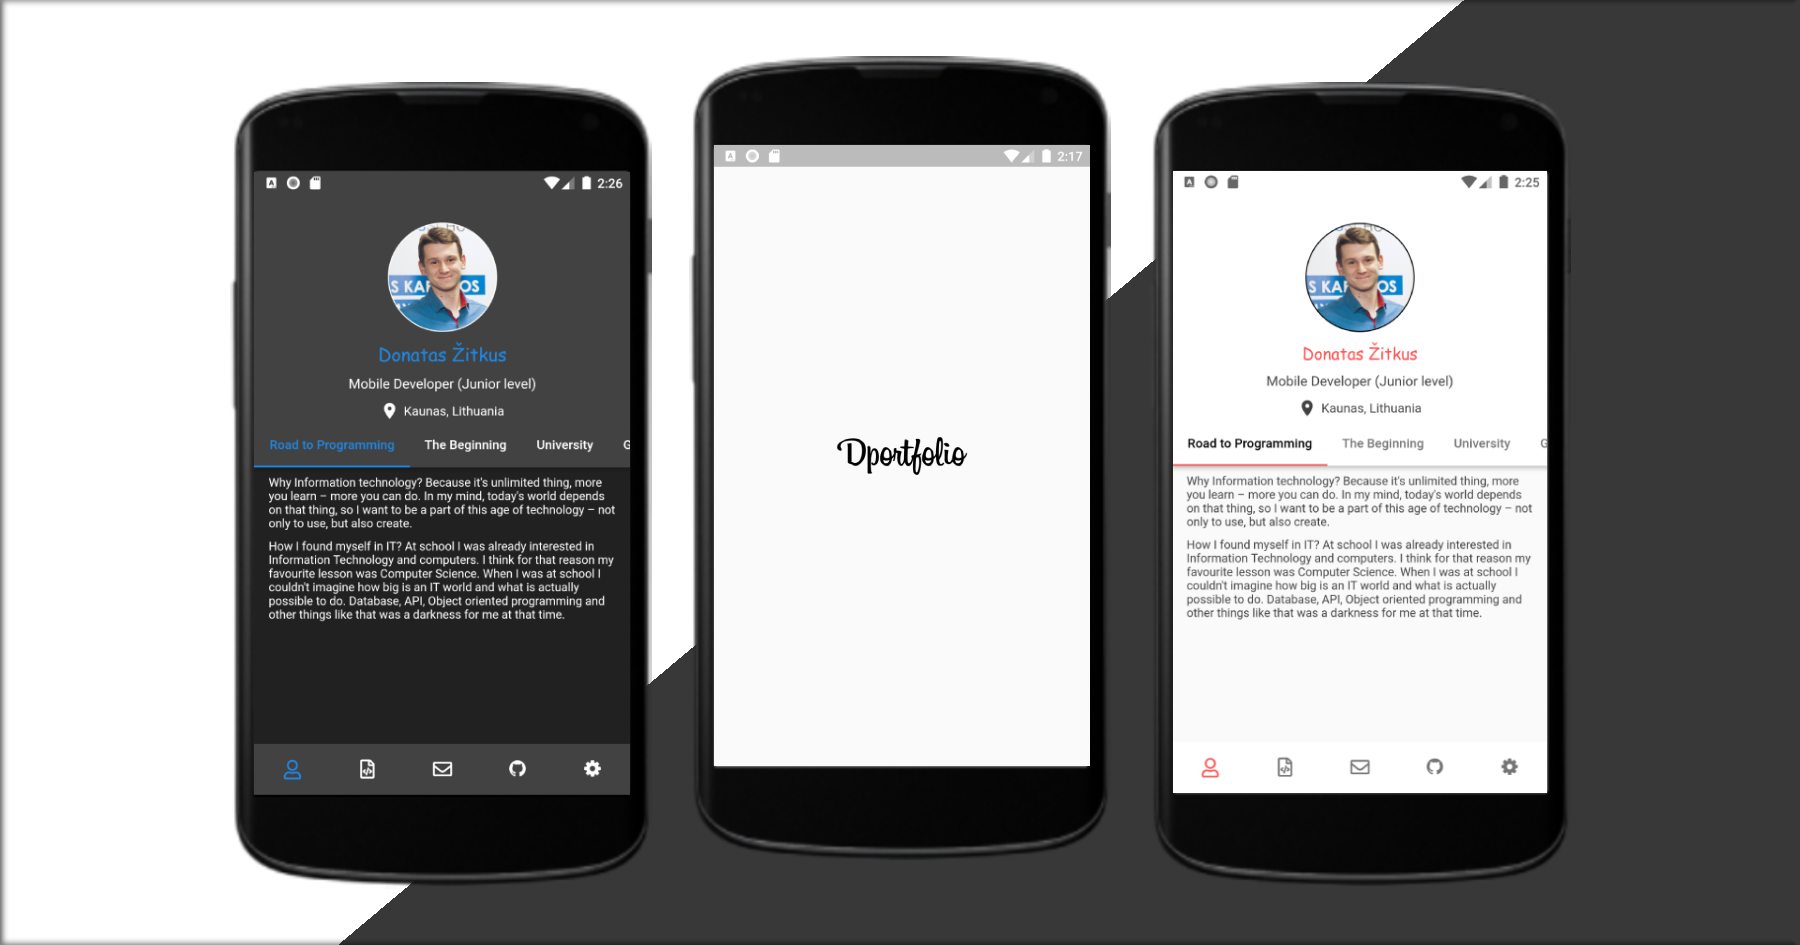 2:26
S KAR OS
Donatas Žitkus
Mobile Developer (Junior level)
Kaunas, Lithuania
Road to Programming The Beginning University G
Why Information technology? Because it's unlimited thing, more
you learn – more you can do. In my mind, today's world depends
on that thing, so I want to be a part of this age of technology – not
only to use, but also create.
How I found myself in IT? At school I was already interested in
Information Technology and computers. I think for that reason my
favourite lesson was Computer Science. When I was at school I
couldn't imagine how big is an IT world and what is actually
possible to do. Database, API, Object oriented programming and
other things like that was a darkness for me at that time.
2:17
Dportfolio
2:25
S KAR OS
Donatas Žitkus
Mobile Developer (Junior level)
Kaunas, Lithuania
Road to Programming The Beginning University G
Why Information technology? Because it's unlimited thing, more
you learn – more you can do. In my mind, today's world depends
on that thing, so I want to be a part of this age of technology – not
only to use, but also create.
How I found myself in IT? At school I was already interested in
Information Technology and computers. I think for that reason my
favourite lesson was Computer Science. When I was at school I
couldn't imagine how big is an IT world and what is actually
possible to do. Database, API, Object oriented programming and
other things like that was a darkness for me at that time.